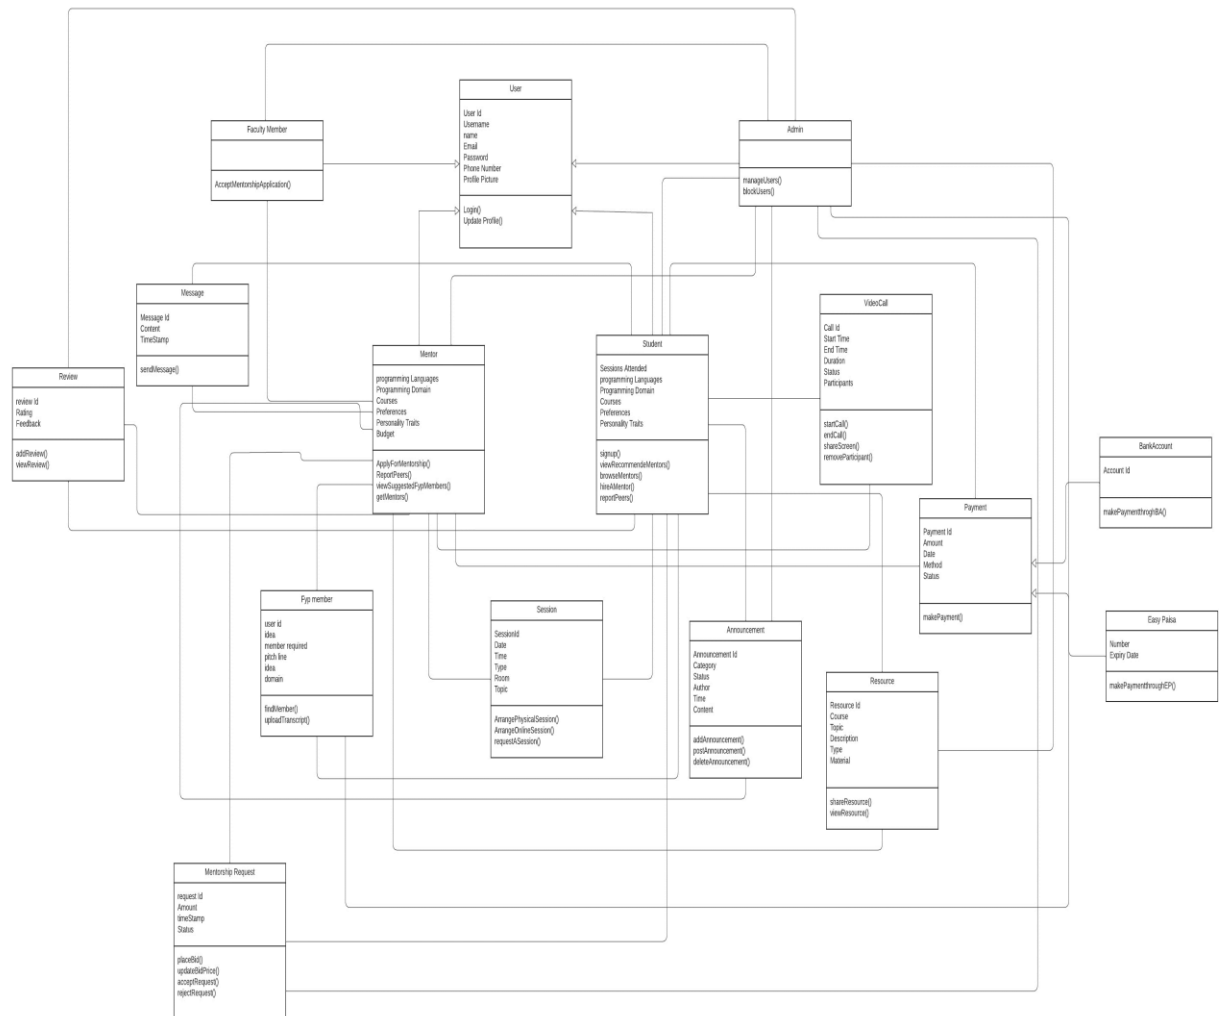 User
User Id
Username
name
Email
Password
Phone Number
Profile Picture
Login()
Update Profile()
Faculty Member
AcceptMentorshipApplication()
Admin
manageUsers()
blockUsers()
Message
Message Id
Content
TimeStamp
sendMessage()
VideoCall
Call Id
Start Time
End Time
Duration
Status
Participants
startCall()
endCall()
shareScreen()
removeParticipant()
Student
Sessions Attended
programming Languages
Programming Domain
Courses
Preferences
Personality Traits
signup()
viewRecommendeMentors()
browseMentors()
hireAMentor()
reportPeers()
Mentor
programming Languages
Programming Domain
Courses
Preferences
Personality Traits
Budget
ApplyForMentorship()
ReportPeers()
viewSuggestedFypMembers()
getMentors()
Review
review Id
Rating
Feedback
addReview()
viewReview()
BankAccount
Account Id
makePaymentthroghBA()
Payment
Payment Id
Amount
Date
Method
Status
makePayment()
Fyp member
user id
idea
member required
pitch line
idea
domain
findMember()
uploadTranscript()
Session
SessionId
Date
Time
Type
Room
Topic
ArrangePhysicalSession()
ArrangeOnlineSession()
requestASession()
Announcement
Announcement Id
Category
Status
Author
Time
Content
addAnnouncement()
postAnnouncement()
deleteAnnouncement()
Easy Paisa
Number
Expiry Date
makePaymentthroughEP()
Resource
Resource Id
Course
Topic
Description
Type
Material
shareResource()
viewResource()
Mentorship Request
request Id
Amount
timeStamp
Status
placeBid()
updateBidPrice()
acceptRequest()
rejectRequest()